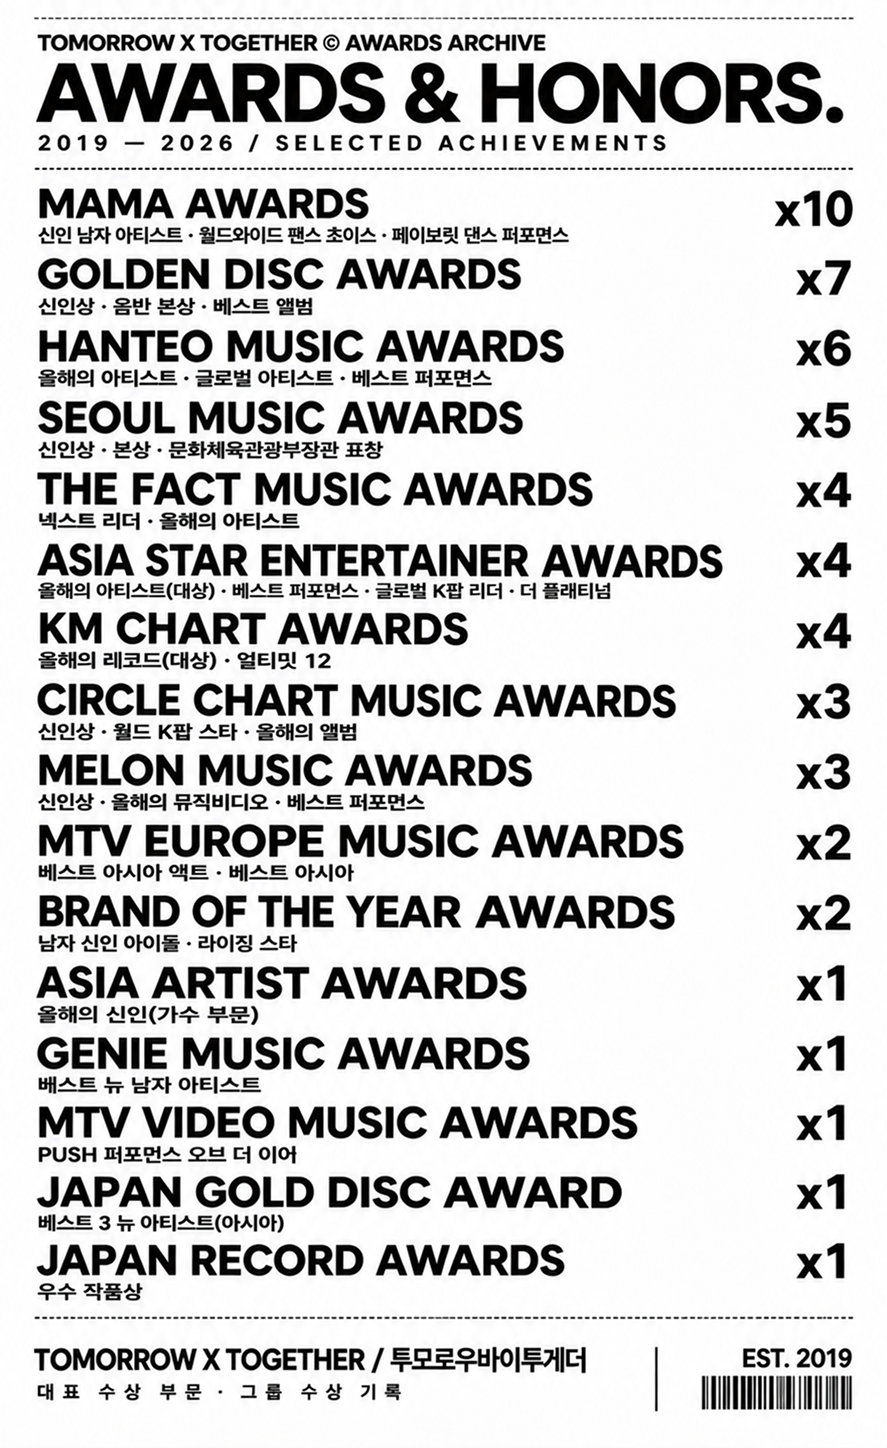 TOMORROW X TOGETHER © AWARDS ARCHIVE
AWARDS & HONORS.
2019 — 2026 / SELECTED ACHIEVEMENTS
MAMA AWARDS x10
신인 남자 아티스트 · 월드와이드 팬스 초이스 · 페이보릿 댄스 퍼포먼스
GOLDEN DISC AWARDS x7
신인상 · 음반 본상 · 베스트 앨범
HANTEO MUSIC AWARDS x6
올해의 아티스트 · 글로벌 아티스트 · 베스트 퍼포먼스
SEOUL MUSIC AWARDS x5
신인상 · 본상 · 문화체육관광부장관 표창
THE FACT MUSIC AWARDS x4
넥스트 리더 · 올해의 아티스트
ASIA STAR ENTERTAINER AWARDS x4
올해의 아티스트(대상) · 베스트 퍼포먼스 · 글로벌 K팝 리더 · 더 플래티넘
KM CHART AWARDS x4
올해의 레코드(대상) · 얼티밋 12
CIRCLE CHART MUSIC AWARDS x3
신인상 · 월드 K팝 스타 · 올해의 앨범
MELON MUSIC AWARDS x3
신인상 · 올해의 뮤직비디오 · 베스트 퍼포먼스
MTV EUROPE MUSIC AWARDS x2
베스트 아시아 액트 · 베스트 아시아
BRAND OF THE YEAR AWARDS x2
남자 신인 아이돌 · 라이징 스타
ASIA ARTIST AWARDS x1
올해의 신인(가수 부문)
GENIE MUSIC AWARDS x1
베스트 뉴 남자 아티스트
MTV VIDEO MUSIC AWARDS x1
PUSH 퍼포먼스 오브 더 이어
JAPAN GOLD DISC AWARD x1
베스트 3 뉴 아티스트(아시아)
JAPAN RECORD AWARDS x1
우수 작품상
TOMORROW X TOGETHER / 투모로우바이투게더
대표 수상 부문 · 그룹 수상 기록
EST. 2019